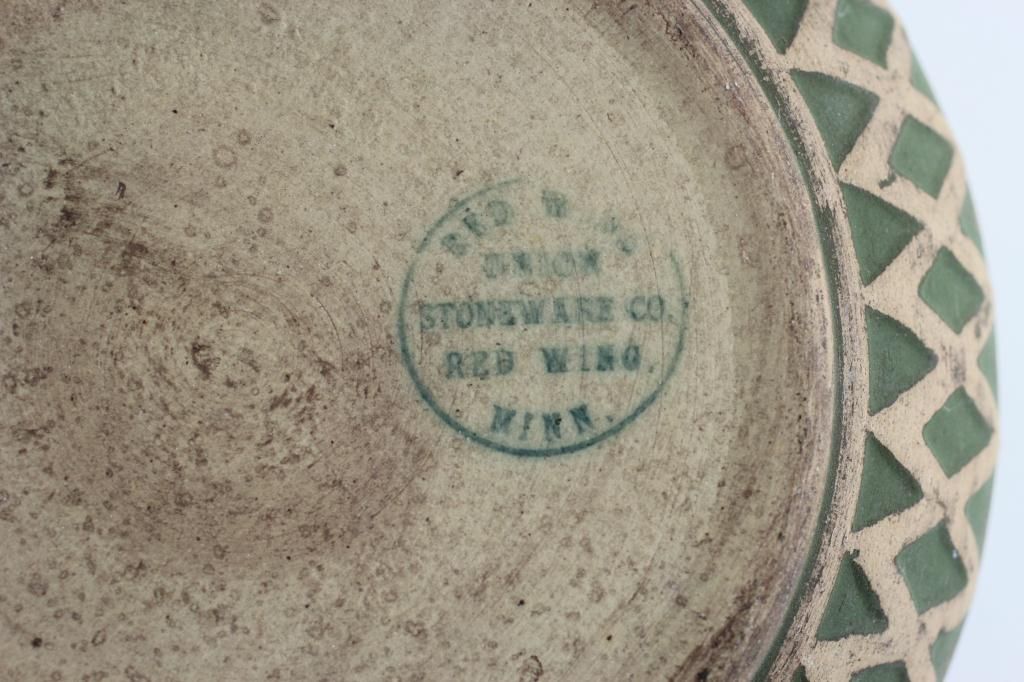 RED WING
UNION
STONEWARE CO.
RED WING.
MINN.